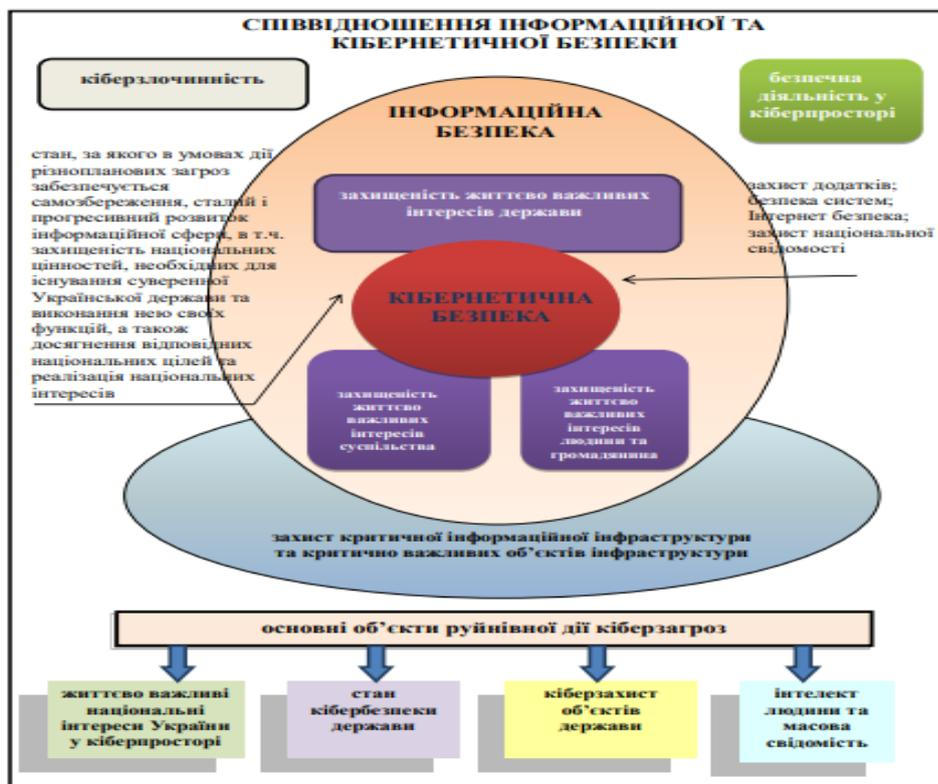 СПІВВІДНОШЕННЯ ІНФОРМАЦІЙНОЇ ТА
КІБЕРНЕТИЧНОЇ БЕЗПЕКИ
кіберзлочинність
безпечна
діяльність у
кіберпросторі
ІНФОРМАЦІЙНА
БЕЗПЕКА
стан, за якого в умовах дії
різнопланових загроз
забезпечується
самозбереження, сталий і
прогресивний розвиток
інформаційної сфери, в т.ч.
захищеність національних
цінностей, необхідних для
існування суверенної
Української держави та
виконання нею своїх
функцій, а також
досягнення відповідних
національних цілей та
реалізація національних
інтересів
захищеність життєво важливих
інтересів держави
захист додатків;
безпека систем;
Інтернет безпека;
захист національної
свідомості
КІБЕРНЕТИЧНА
БЕЗПЕКА
захищеність
життєво
важливих
інтересів
суспільства
захищеність
життєво
важливих
інтересів
людини та
громадянина
захист критичної інформаційної інфраструктури
та критично важливих об’єктів інфраструктури
основні об’єкти руйнівної дії кіберзагроз
життєво важливі
національні
інтереси України
у кіберпросторі
стан
кібербезпеки
держави
кіберзахист
об’єктів
держави
інтелект
людини та
масова
свідомість